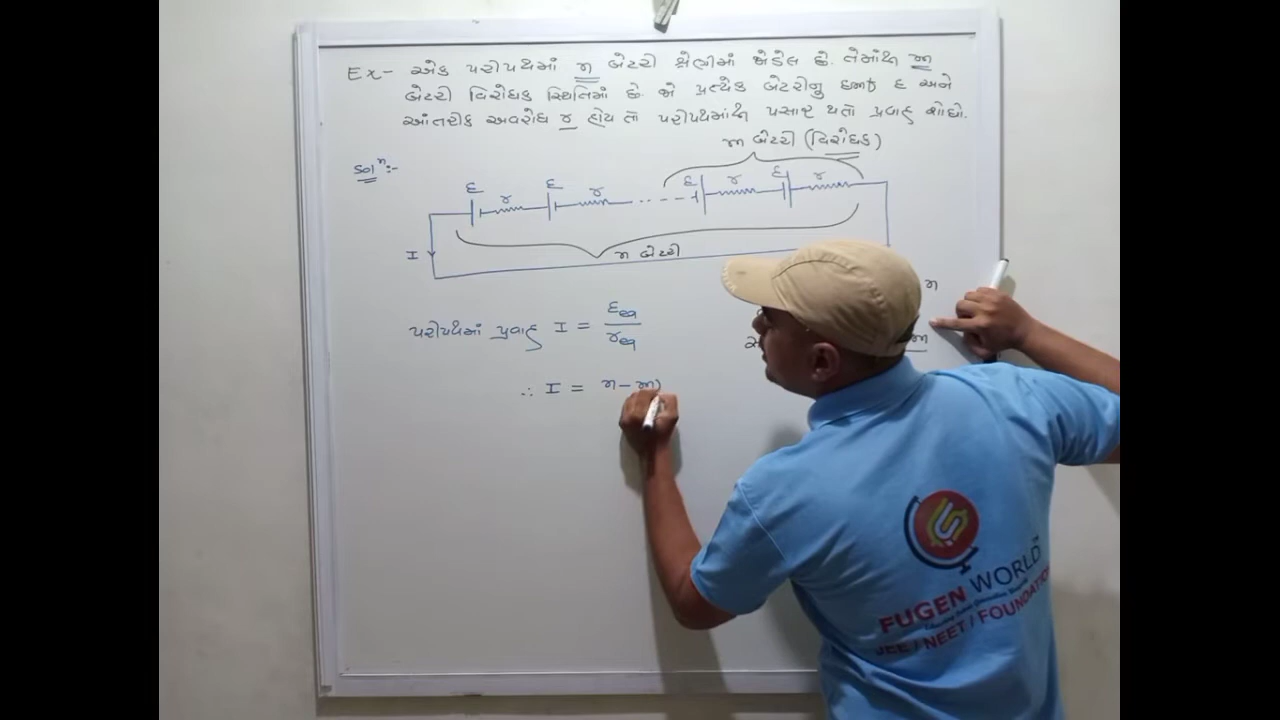 Ex- એક પરીપથમાં n બેટરી શ્રેણીમાં જોડેલ છે. તેમાંથી m
બેટરી વિરોધક સ્થિતિમાં છે. જો પ્રત્યેક બેટરીનુ emf ε અને
આંતરીક અવરોધ r હોય તો પરીપથમાંથી પસાર થતો પ્રવાહ શોધો.
m બેટરી (વિરોધક)
Solⁿ:-
ε r ε r ε r ε r
I
n બેટરી
n
પરીપથમાં પ્રવાહ I = εeq / req
m
∴ I = n - m)
FUGEN WORLD
JEE / NEET / FOUNDATION